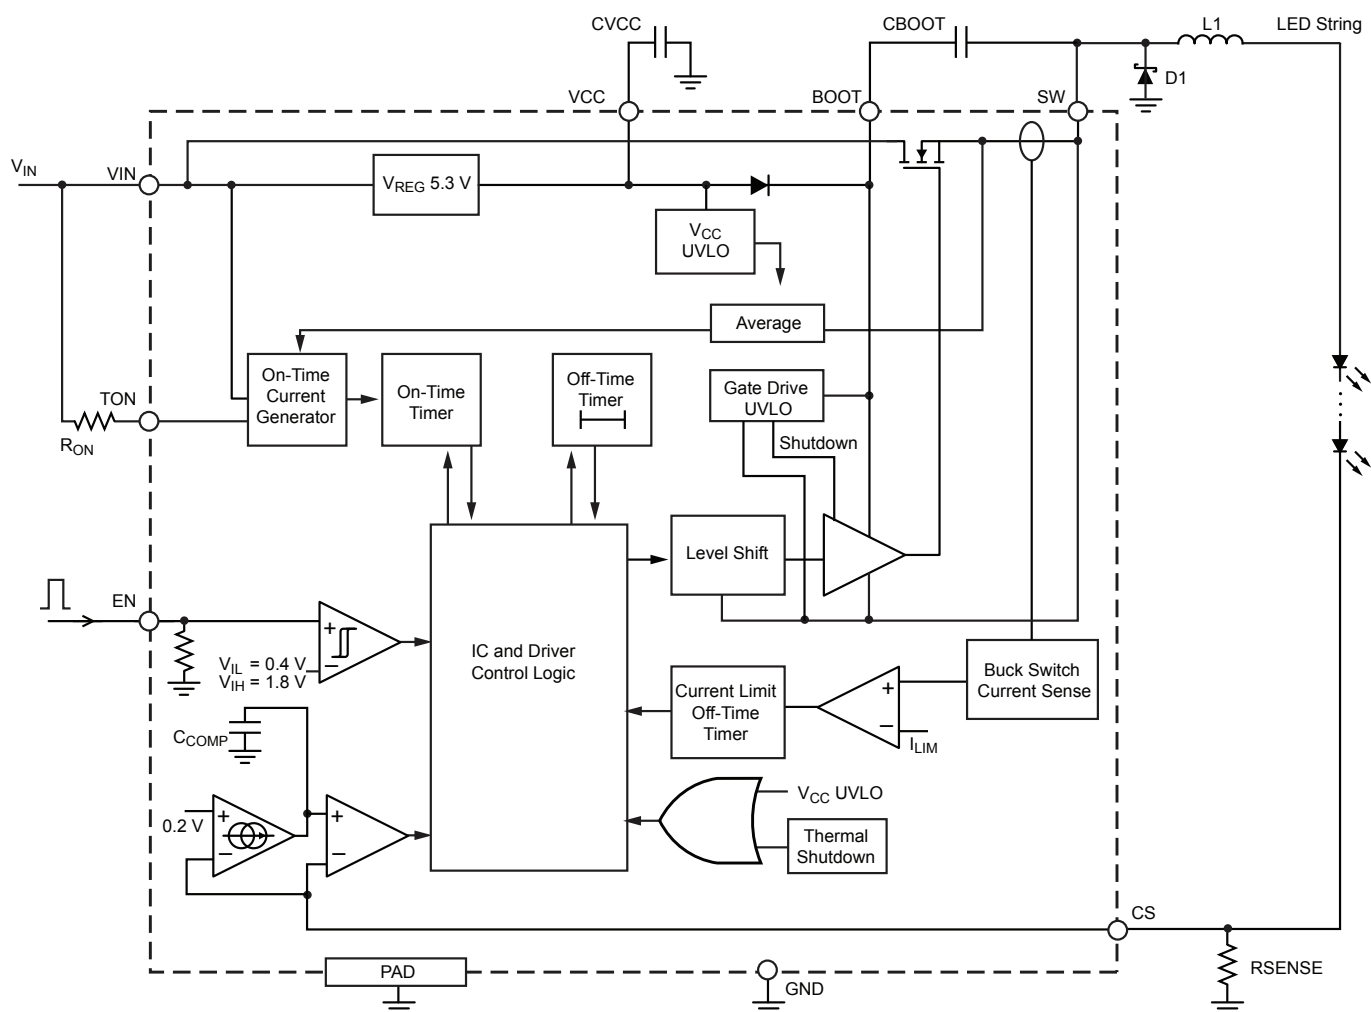 CVCC
CBOOT
L1
LED String
D1
VCC
BOOT
SW
VIN
VIN
VREG 5.3 V
VCC
UVLO
Average
On-Time
Current
Generator
On-Time
Timer
Off-Time
Timer
Gate Drive
UVLO
Shutdown
TON
RON
Level Shift
EN
+
−
VIL = 0.4 V
VIH = 1.8 V
IC and Driver
Control Logic
Buck Switch
Current Sense
Current Limit
Off-Time
Timer
+
−
ILIM
CCOMP
VCC UVLO
0.2 V
+
−
+
−
Thermal
Shutdown
CS
PAD
GND
RSENSE